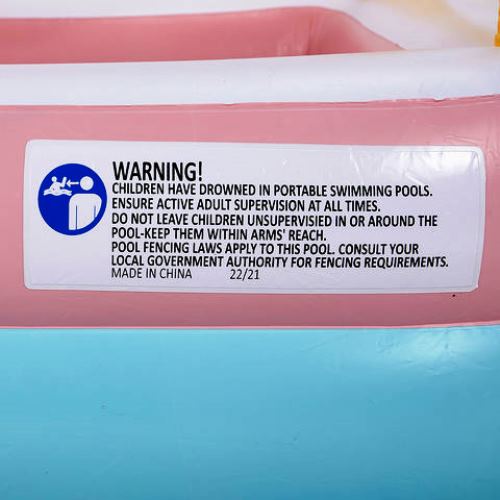 WARNING!
CHILDREN HAVE DROWNED IN PORTABLE SWIMMING POOLS.
ENSURE ACTIVE ADULT SUPERVISION AT ALL TIMES.
DO NOT LEAVE CHILDREN UNSUPERVISIED IN OR AROUND THE
POOL-KEEP THEM WITHIN ARMS' REACH.
POOL FENCING LAWS APPLY TO THIS POOL. CONSULT YOUR
LOCAL GOVERNMENT AUTHORITY FOR FENCING REQUIREMENTS.
MADE IN CHINA 22/21